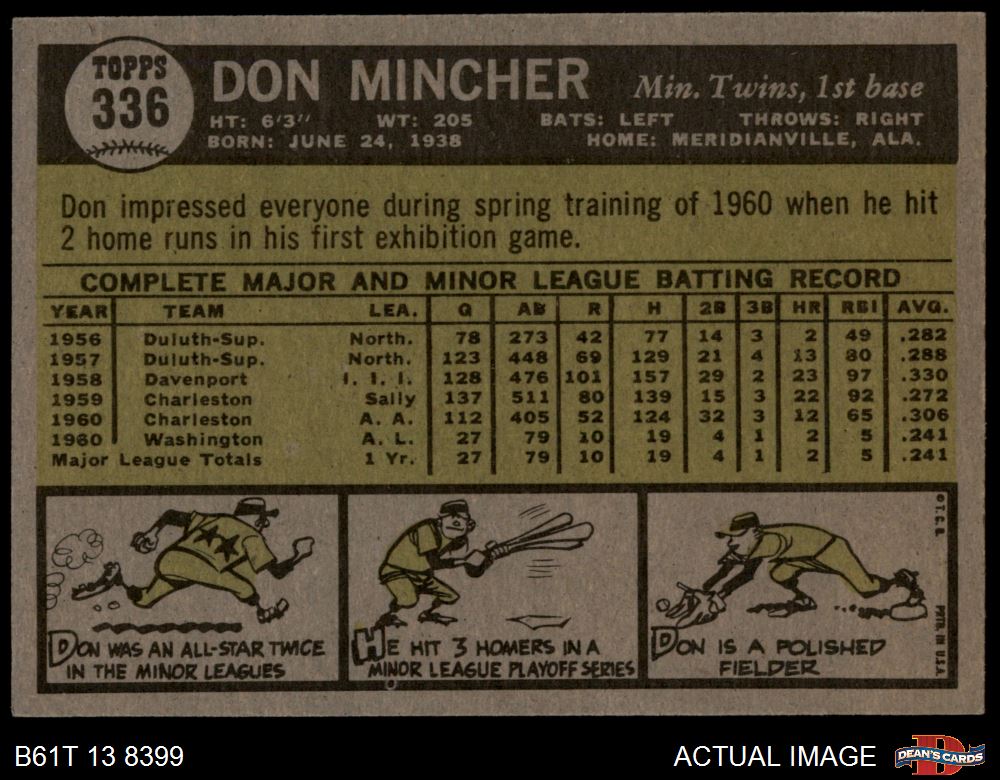 TOPPS
336
DON MINCHER
Min. Twins, 1st base
HT: 6'3" WT: 205 BATS: LEFT THROWS: RIGHT
BORN: JUNE 24, 1938 HOME: MERIDIANVILLE, ALA.
Don impressed everyone during spring training of 1960 when he hit
2 home runs in his first exhibition game.
COMPLETE MAJOR AND MINOR LEAGUE BATTING RECORD
YEAR TEAM LEA. G AB R H 2B 3B HR RBI AVG.
1956 Duluth-Sup. North. 78 273 42 77 14 3 2 49 .282
1957 Duluth-Sup. North. 123 448 69 129 21 4 13 80 .288
1958 Davenport I. I. I. 128 476 101 157 29 2 23 97 .330
1959 Charleston Sally 137 511 80 139 15 3 22 92 .272
1960 Charleston A. A. 112 405 52 124 32 3 12 65 .306
1960 Washington A. L. 27 79 10 19 4 1 2 5 .241
Major League Totals 1 Yr. 27 79 10 19 4 1 2 5 .241
DON WAS AN ALL-STAR TWICE
IN THE MINOR LEAGUES
HE HIT 3 HOMERS IN A
MINOR LEAGUE PLAYOFF SERIES
DON IS A POLISHED
FIELDER
© T.C.G. PRTD. IN U.S.A.
B61T 13 8399
ACTUAL IMAGE
DEAN'S CARDS